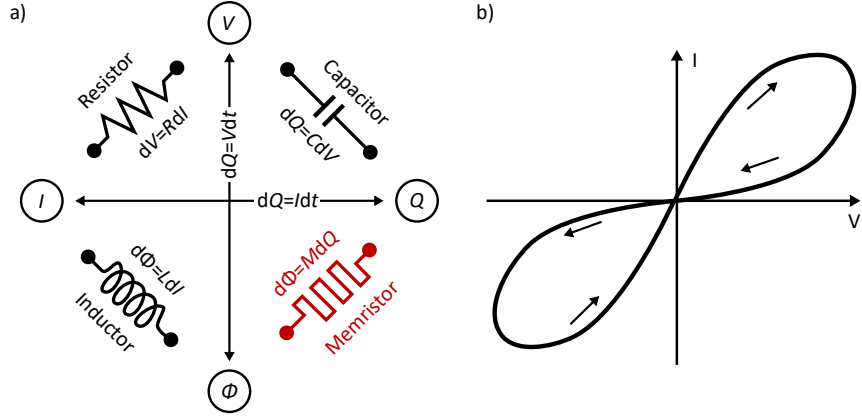 a)
V
Resistor
dV=RdI
Capacitor
dQ=CdV
dQ=Vdt
I
dQ=Idt
Q
dΦ=LdI
Inductor
dΦ=MdQ
Memristor
Φ
b)
I
V